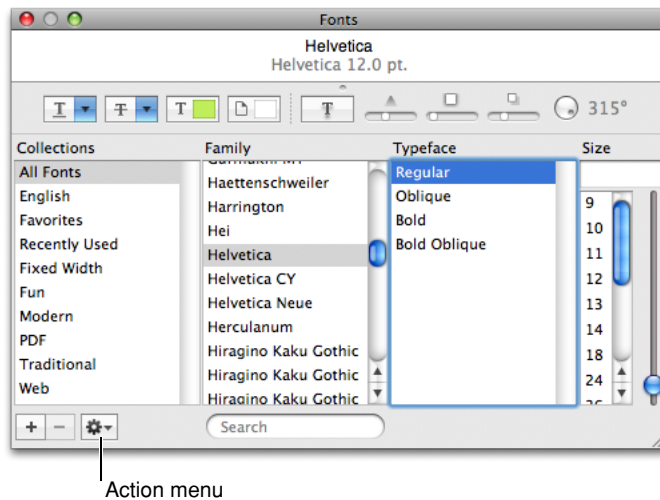 Fonts
Helvetica
Helvetica 12.0 pt.
T T T T 315°
Collections Family Typeface Size
All Fonts
English
Favorites
Recently Used
Fixed Width
Fun
Modern
PDF
Traditional
Web
Haettenschweiler
Harrington
Hei
Helvetica
Helvetica CY
Helvetica Neue
Herculanum
Hiragino Kaku Gothic
Hiragino Kaku Gothic
Hiragino Kaku Gothic
Regular
Oblique
Bold
Bold Oblique
9
10
11
12
13
14
18
24
Search
Action menu